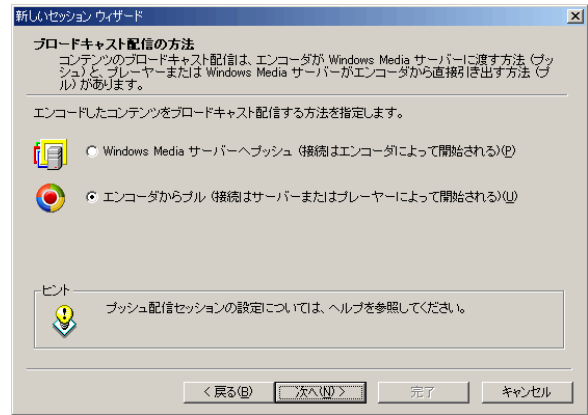 新しいセッション ウィザード
ブロードキャスト配信の方法
コンテンツのブロードキャスト配信は、エンコーダが Windows Media サーバーに渡す方法 (プッ
シュ) と、プレーヤーまたは Windows Media サーバーがエンコーダから直接引き出す方法 (プ
ル) があります。
エンコードしたコンテンツをブロードキャスト配信する方法を指定します。
Windows Media サーバーへプッシュ (接続はエンコーダによって開始される)(P)
エンコーダからプル (接続はサーバーまたはプレーヤーによって開始される)(U)
ヒント
プッシュ配信セッションの設定については、ヘルプを参照してください。
< 戻る(B) 次へ(N) > 完了 キャンセル